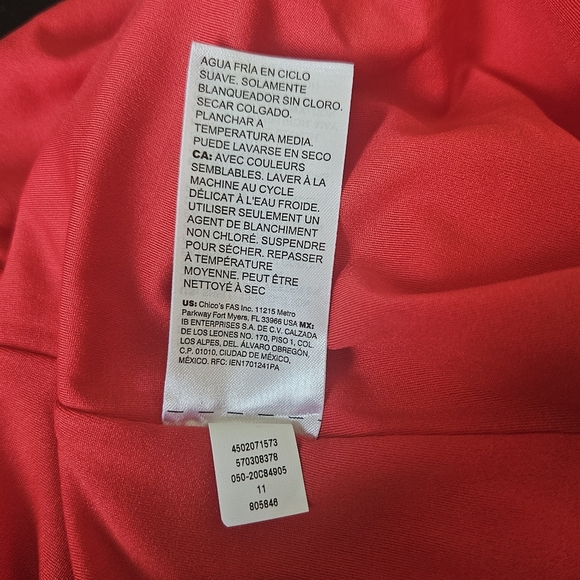 AGUA FRÍA EN CICLO
SUAVE. SOLAMENTE
BLANQUEADOR SIN CLORO.
SECAR COLGADO.
PLANCHAR A
TEMPERATURA MEDIA.
PUEDE LAVARSE EN SECO
CA: AVEC COULEURS
SEMBLABLES. LAVER À LA
MACHINE AU CYCLE
DÉLICAT À L'EAU FROIDE.
UTILISER SEULEMENT UN
AGENT DE BLANCHIMENT
NON CHLORÉ. SUSPENDRE
POUR SÉCHER. REPASSER
À TEMPÉRATURE
MOYENNE. PEUT ÊTRE
NETTOYÉ À SEC
US: Chico's FAS Inc. 11215 Metro
Parkway Fort Myers, FL 33966 USA MX:
IB ENTERPRISES S.A. DE C.V. CALZADA
DE LOS LEONES NO. 170, PISO 1, COL.
LOS ALPES, DEL. ÁLVARO OBREGÓN,
C.P. 01010, CIUDAD DE MÉXICO,
MÉXICO. RFC: IEN1701241PA
4502071573
570308378
050-20C84905
11
805846